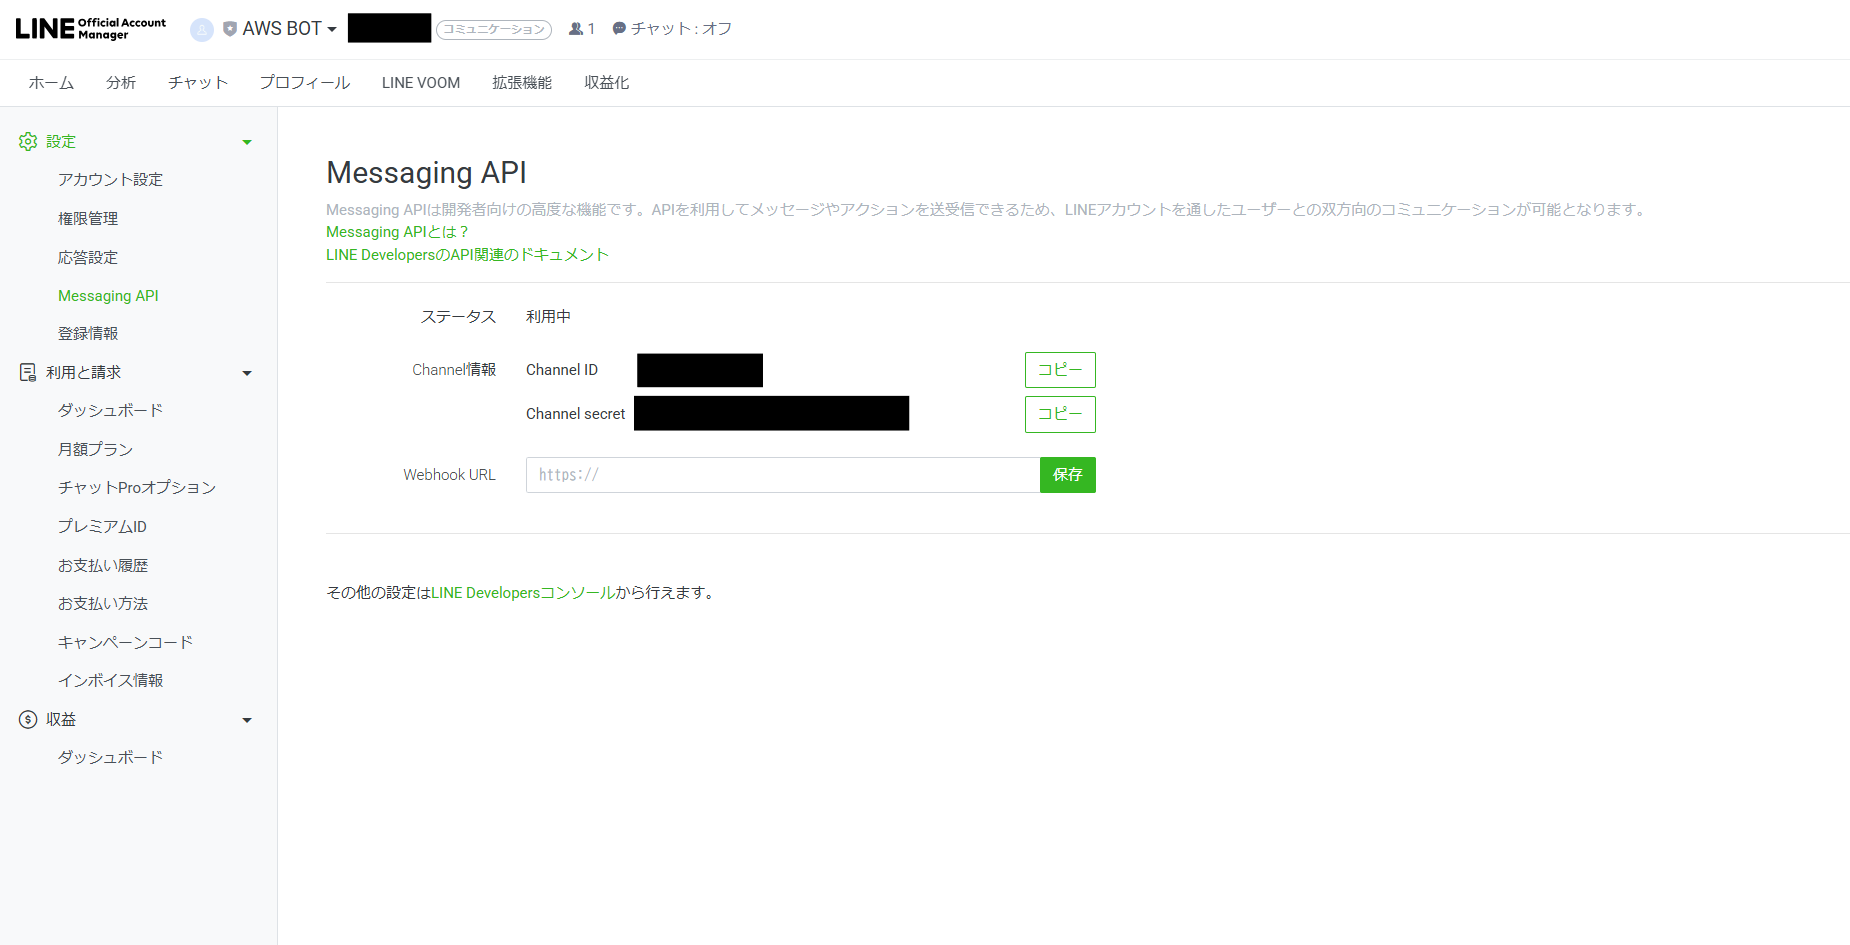 LINE Official Account Manager
AWS BOT コミュニケーション 1 チャット : オフ
ホーム 分析 チャット プロフィール LINE VOOM 拡張機能 収益化
設定
アカウント設定
権限管理
応答設定
Messaging API
登録情報
利用と請求
ダッシュボード
月額プラン
チャットProオプション
プレミアムID
お支払い履歴
お支払い方法
キャンペーンコード
インボイス情報
収益
ダッシュボード
Messaging API
Messaging APIは開発者向けの高度な機能です。APIを利用してメッセージやアクションを送受信できるため、LINEアカウントを通したユーザーとの双方向のコミュニケーションが可能となります。
Messaging APIとは？
LINE DevelopersのAPI関連のドキュメント
ステータス 利用中
Channel情報 Channel ID コピー
Channel secret コピー
Webhook URL https:// 保存
その他の設定はLINE Developersコンソールから行えます。